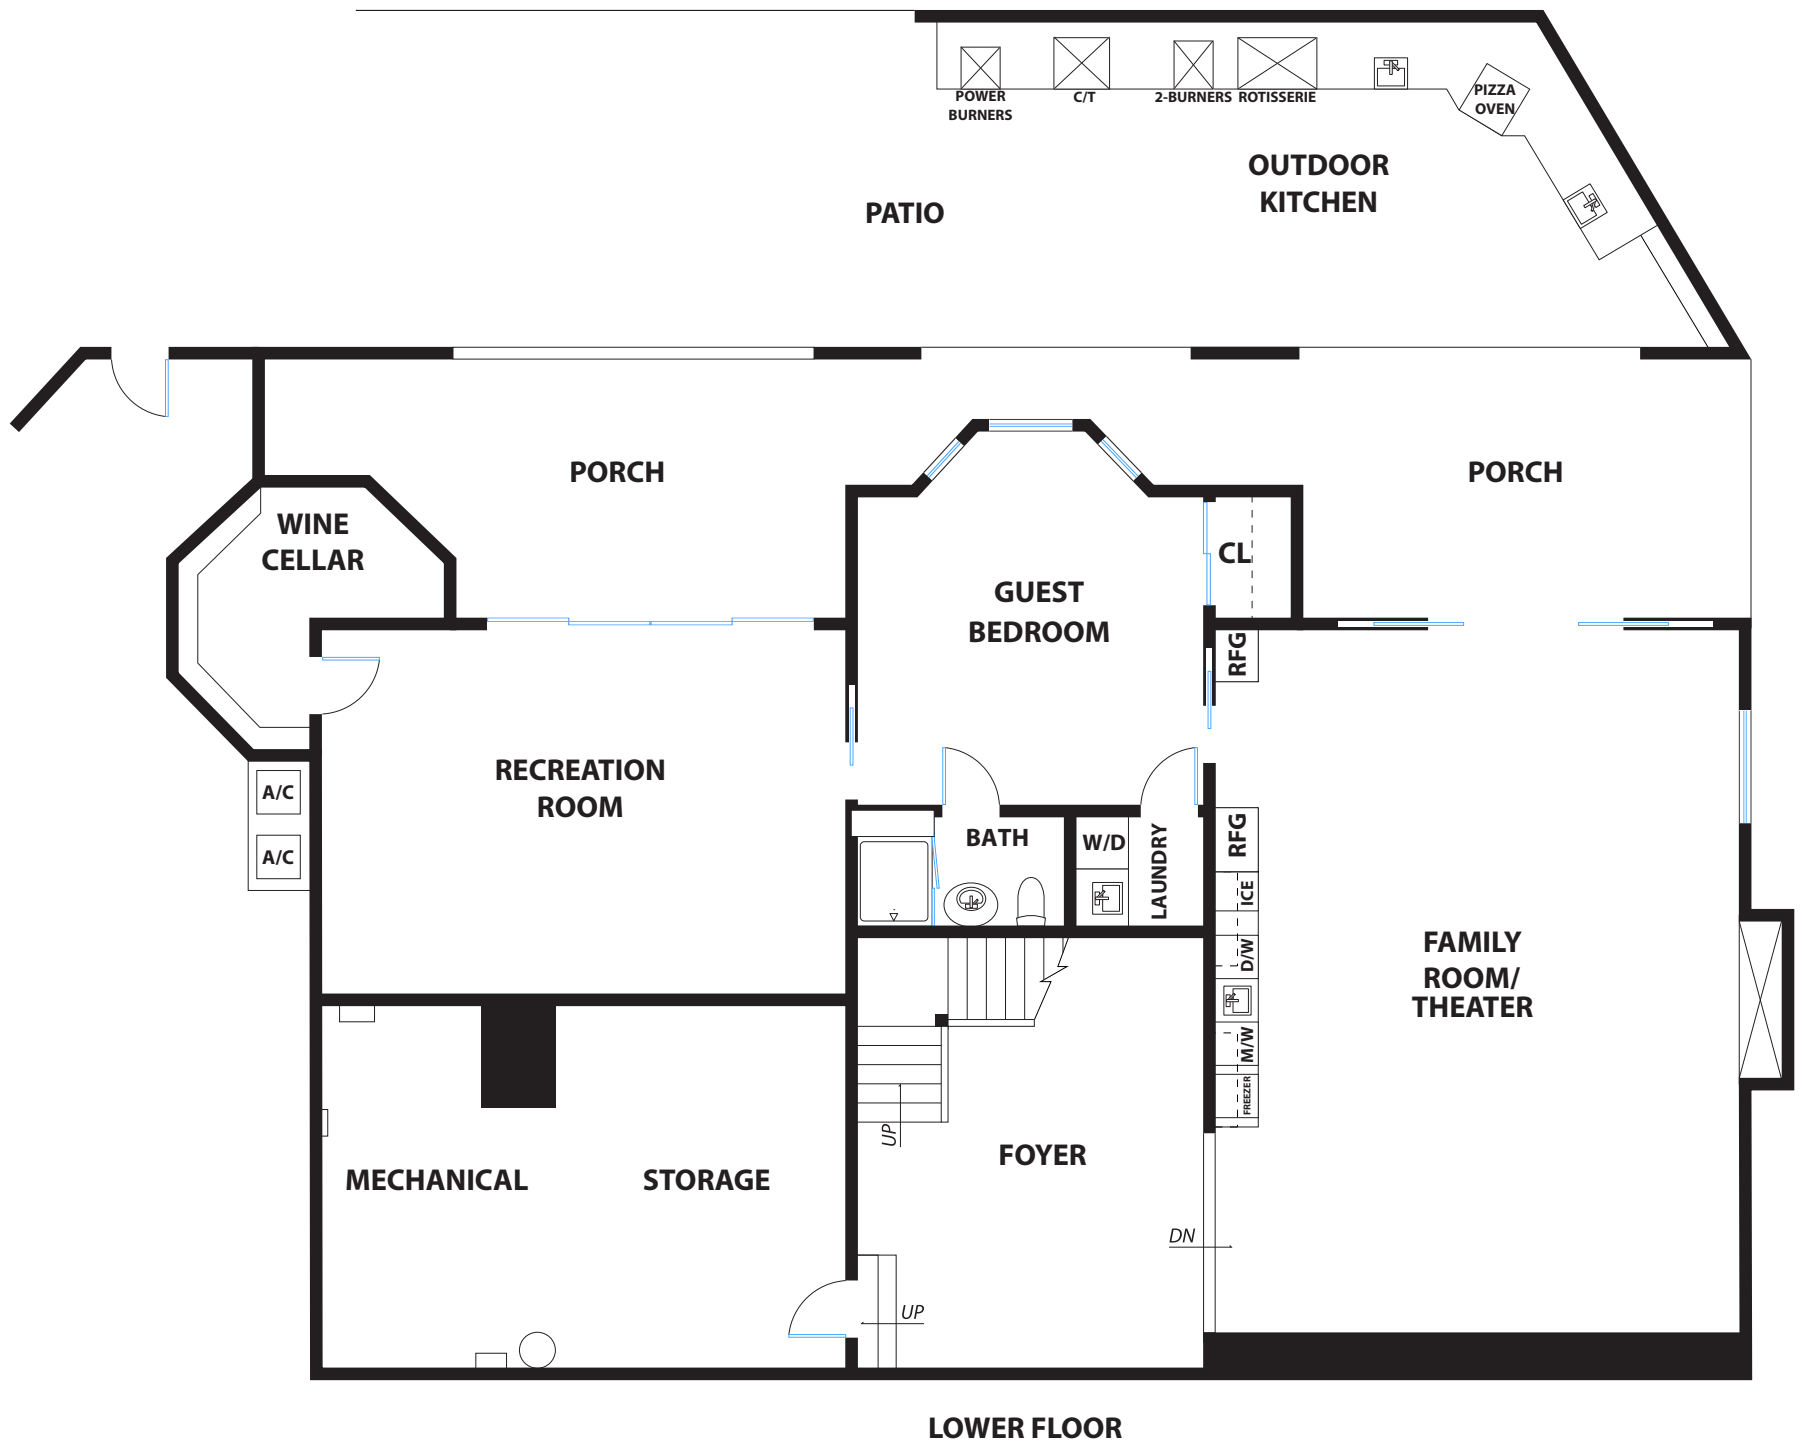 POWER
BURNERS
C/T
2-BURNERS
ROTISSERIE
PIZZA
OVEN
OUTDOOR
KITCHEN
PATIO
PORCH
PORCH
WINE
CELLAR
CL
GUEST
BEDROOM
RFG
RECREATION
ROOM
A/C
A/C
BATH
W/D
LAUNDRY
RFG
ICE
D/W
M/W
FREEZER
FAMILY
ROOM/
THEATER
UP
FOYER
MECHANICAL
STORAGE
DN
UP
LOWER FLOOR